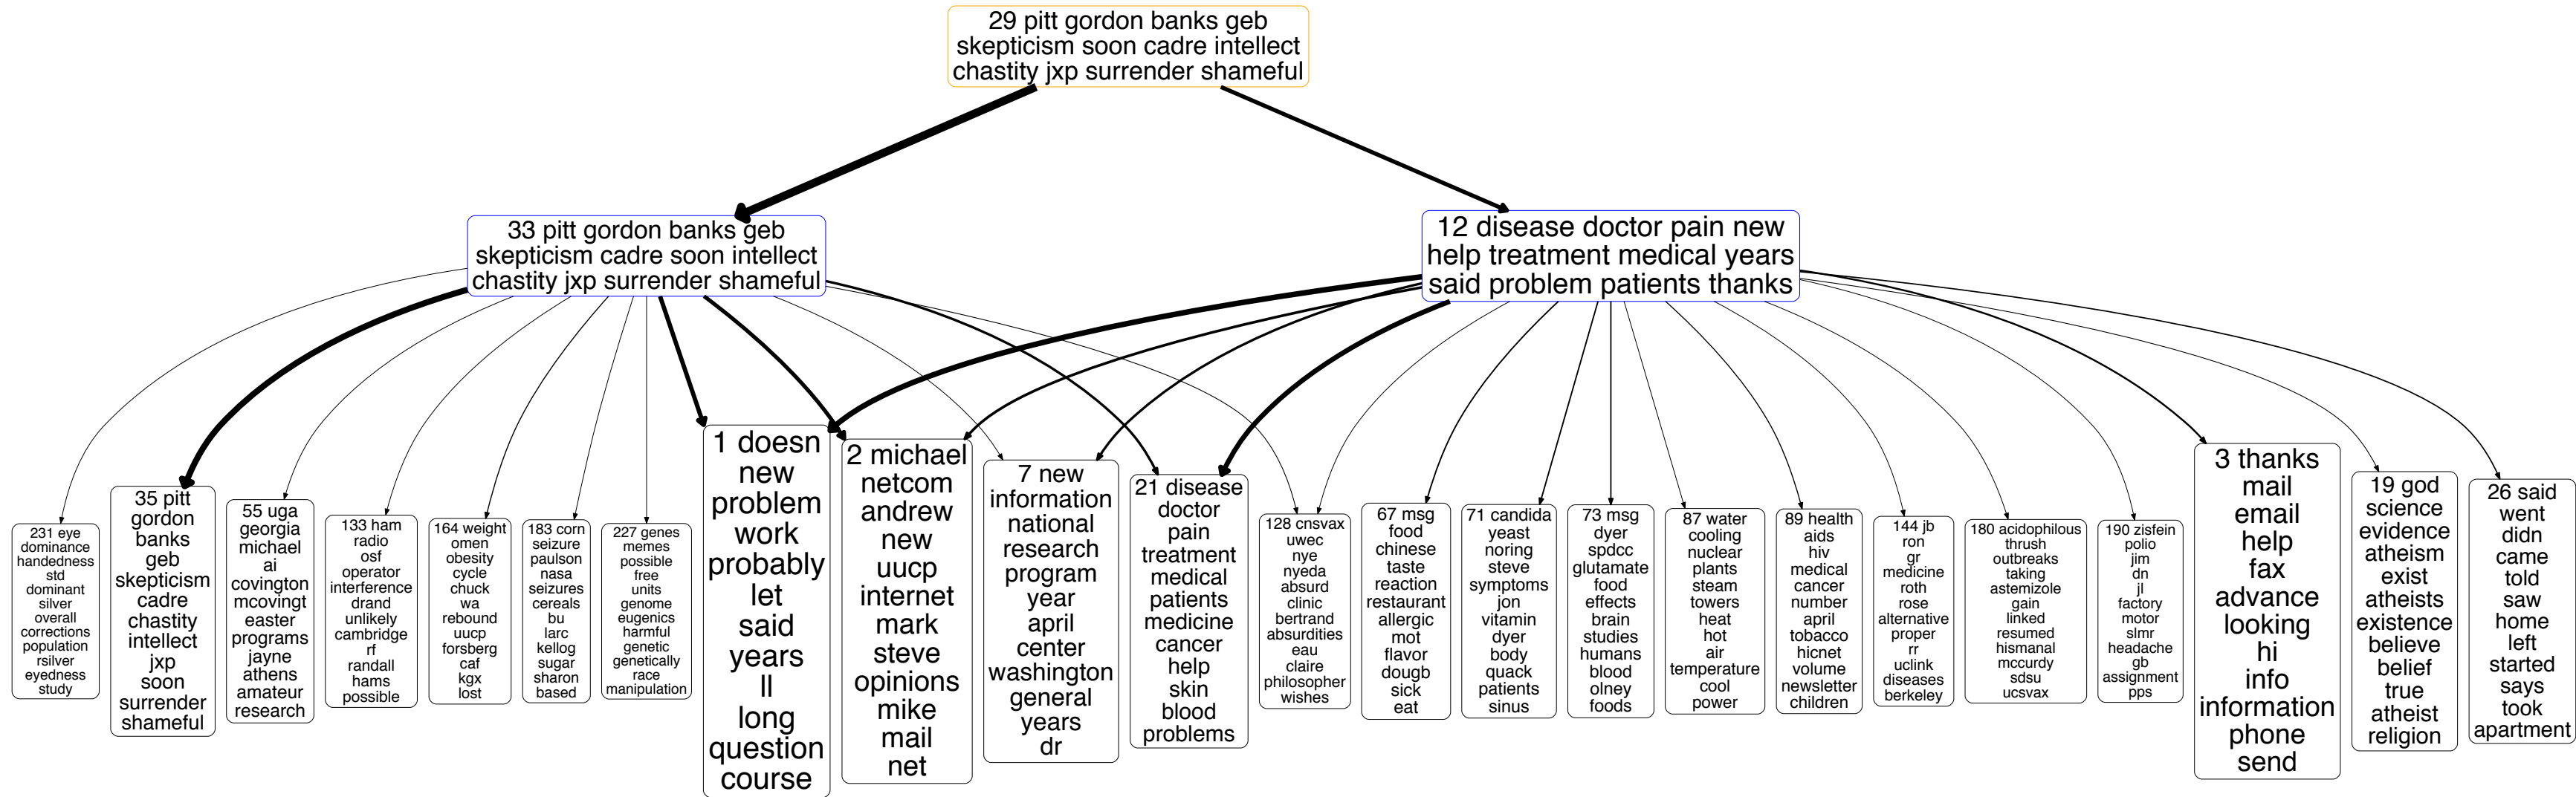 29 pitt gordon banks geb
skepticism soon cadre intellect
chastity jxp surrender shameful
33 pitt gordon banks geb
skepticism cadre soon intellect
chastity jxp surrender shameful
12 disease doctor pain new
help treatment medical years
said problem patients thanks
231 eye
dominance
handedness
std
dominant
silver
overall
corrections
population
rsilver
eyedness
study
35 pitt
gordon
banks
geb
skepticism
cadre
chastity
intellect
jxp
soon
surrender
shameful
55 uga
georgia
michael
ai
covington
mcovingt
easter
programs
jayne
athens
amateur
research
133 ham
radio
osf
operator
interference
drand
unlikely
cambridge
rf
randall
hams
possible
164 weight
omen
obesity
cycle
chuck
wa
rebound
uucp
forsberg
caf
kgx
lost
183 corn
seizure
paulson
nasa
seizures
cereals
bu
larc
kellog
sugar
sharon
based
227 genes
memes
possible
free
units
genome
eugenics
harmful
genetic
genetically
race
manipulation
1 doesn
new
problem
work
probably
let
said
years
ll
long
question
course
2 michael
netcom
andrew
new
uucp
internet
mark
steve
opinions
mike
mail
net
7 new
information
national
research
program
year
april
center
washington
general
years
dr
21 disease
doctor
pain
treatment
medical
patients
medicine
cancer
help
skin
blood
problems
128 cnsvax
uwec
nye
nyeda
absurd
clinic
bertrand
absurdities
eau
claire
philosopher
wishes
67 msg
food
chinese
taste
reaction
restaurant
allergic
mot
flavor
dougb
sick
eat
71 candida
yeast
noring
steve
symptoms
jon
vitamin
dyer
body
quack
patients
sinus
73 msg
dyer
spdcc
glutamate
food
effects
brain
studies
humans
blood
olney
foods
87 water
cooling
nuclear
plants
steam
towers
heat
hot
air
temperature
cool
power
89 health
aids
hiv
medical
cancer
number
april
tobacco
hicnet
volume
newsletter
children
144 jb
ron
gr
medicine
roth
rose
alternative
proper
rr
uclink
diseases
berkeley
180 acidophilous
thrush
outbreaks
taking
astemizole
gain
linked
resumed
hismanal
mccurdy
sdsu
ucsvax
190 zisfein
polio
jim
dn
jl
factory
motor
slmr
headache
gb
assignment
pps
3 thanks
mail
email
help
fax
advance
looking
hi
info
information
phone
send
19 god
science
evidence
atheism
exist
atheists
existence
believe
belief
true
atheist
religion
26 said
went
didn
came
told
saw
home
left
started
says
took
apartment